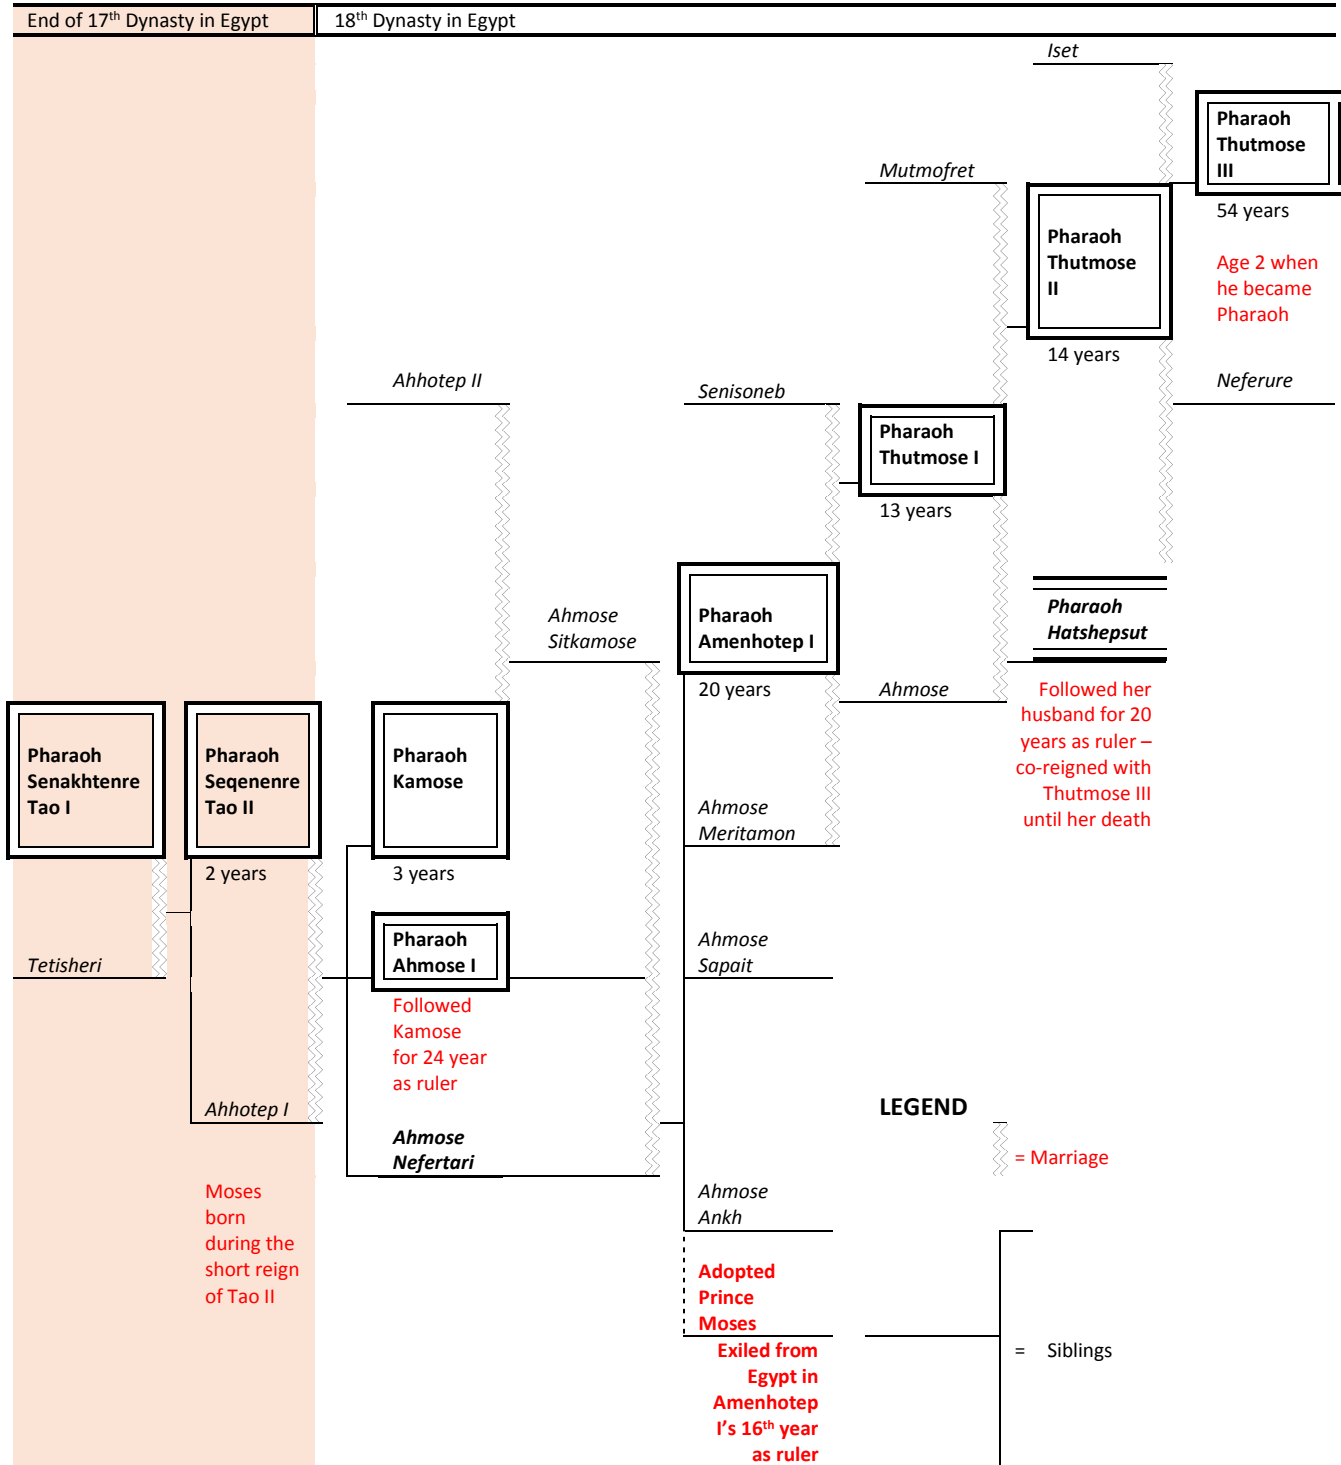 End of 17th Dynasty in Egypt
18th Dynasty in Egypt
Iset
Pharaoh
Thutmose
III
54 years
Age 2 when
he became
Pharaoh
Mutmofret
Pharaoh
Thutmose
II
14 years
Neferure
Ahhotep II
Senisoneb
Pharaoh
Thutmose I
13 years
Ahmose
Sitkamose
Pharaoh
Amenhotep I
20 years
Ahmose
Pharaoh
Hatshepsut
Followed her
husband for 20
years as ruler –
co-reigned with
Thutmose III
until her death
Pharaoh
Senakhtenre
Tao I
Pharaoh
Seqenenre
Tao II
2 years
Pharaoh
Kamose
3 years
Ahmose
Meritamon
Tetisheri
Pharaoh
Ahmose I
Followed
Kamose
for 24 year
as ruler
Ahmose
Sapait
Ahhotep I
Ahmose
Nefertari
Moses
born
during the
short reign
of Tao II
Ahmose
Ankh
Adopted
Prince
Moses
Exiled from
Egypt in
Amenhotep
I's 16th year
as ruler
LEGEND
= Marriage
= Siblings